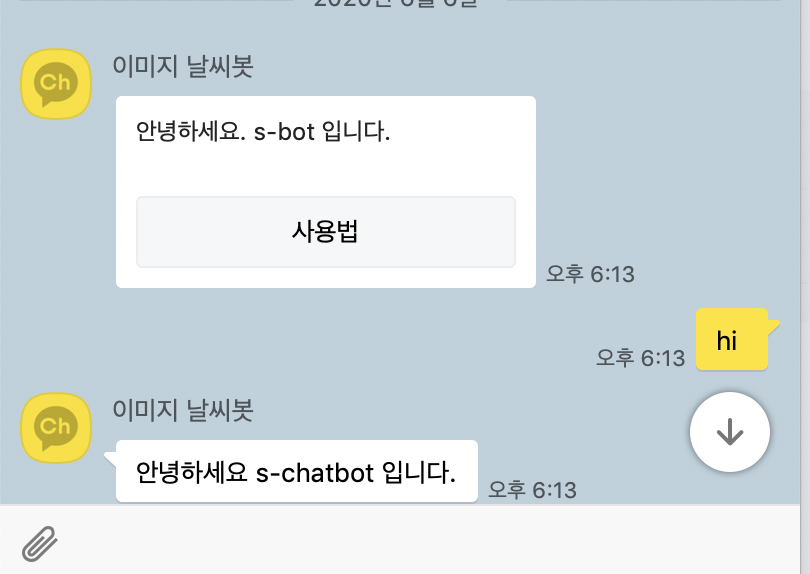 이미지 날씨봇
Ch
안녕하세요. s-bot 입니다.
사용법
오후 6:13
hi
오후 6:13
이미지 날씨봇
Ch
안녕하세요 s-chatbot 입니다.
오후 6:13